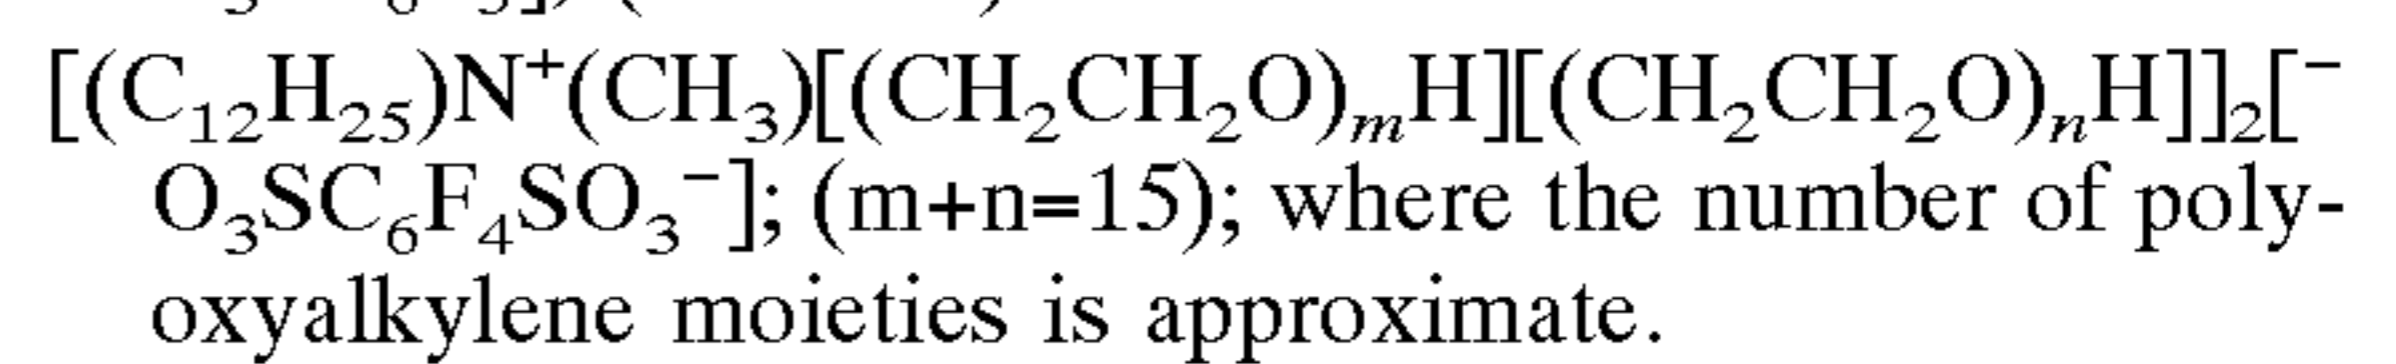 [(C₁₂H₂₅)N⁺(CH₃)[(CH₂CH₂O)ₘH][(CH₂CH₂O)ₙH]]₂[⁻
O₃SC₆F₄SO₃⁻]; (m+n=15); where the number of poly-
oxyalkylene moieties is approximate.